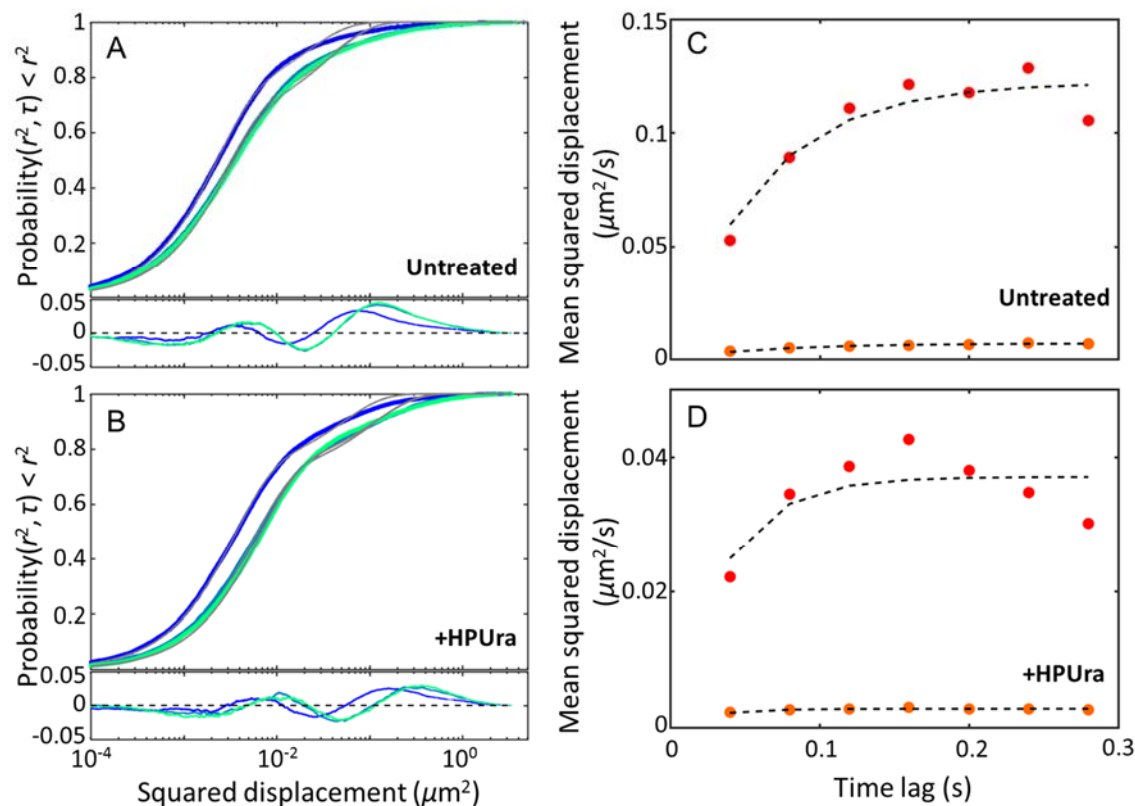 A
Probability(r², τ) < r²
1
0.8
0.6
0.4
0.2
Untreated
0.05
0
-0.05
B
Probability(r², τ) < r²
1
0.8
0.6
0.4
0.2
+HPUra
0.05
0
-0.05
10⁻⁴
10⁻²
10⁰
Squared displacement (μm²)
C
Mean squared displacement
(μm²/s)
0.15
0.1
0.05
0
Untreated
D
Mean squared displacement
(μm²/s)
0.04
0.02
0
+HPUra
0
0.1
0.2
0.3
Time lag (s)